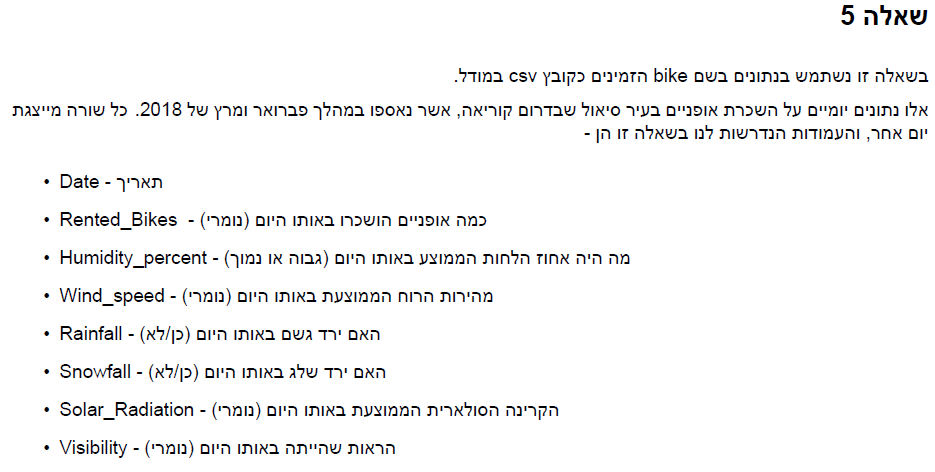 שאלה 5
בשאלה זו נשתמש בנתונים בשם bike הזמינים כקובץ csv במודל.
אלו נתונים יומיים על השכרת אופניים בעיר סיאול שבדרום קוריאה, אשר נאספו במהלך פברואר ומרץ של 2018. כל שורה מייצגת
יום אחר, והעמודות הנדרשות לנו בשאלה זו הן -
• Date - תאריך
• Rented_Bikes - כמה אופניים הושכרו באותו היום (נומרי)
• Humidity_percent - מה היה אחוז הלחות הממוצע באותו היום (גבוה או נמוך)
• Wind_speed - מהירות הרוח הממוצעת באותו היום (נומרי)
• Rainfall - האם ירד גשם באותו היום (כן/לא)
• Snowfall - האם ירד שלג באותו היום (כן/לא)
• Solar_Radiation - הקרינה הסולארית הממוצעת באותו היום (נומרי)
• Visibility - הראות שהייתה באותו היום (נומרי)